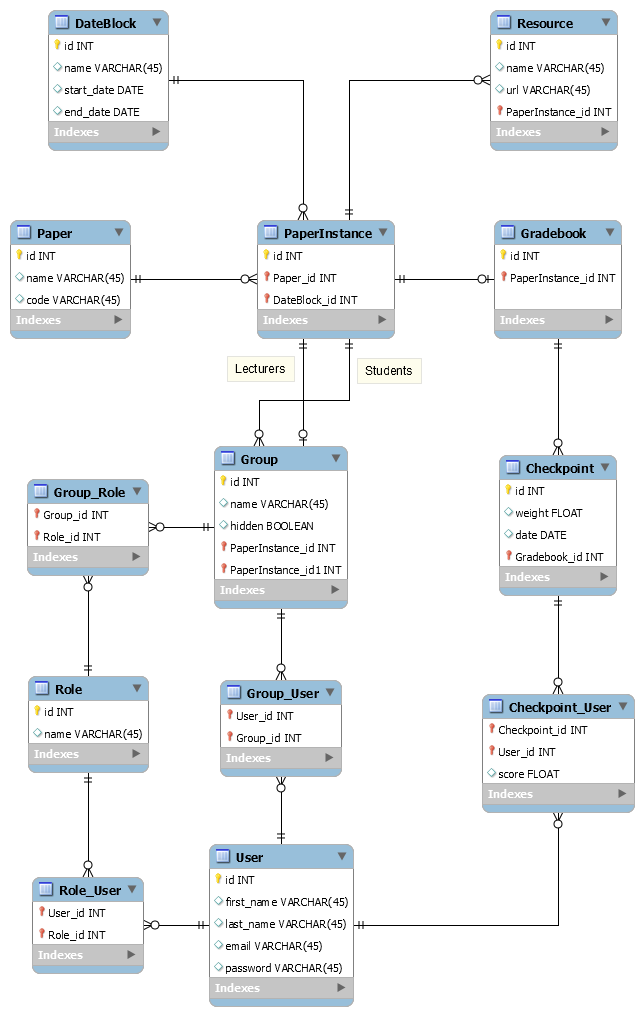 DateBlock
id INT
name VARCHAR(45)
start_date DATE
end_date DATE
Indexes
Resource
id INT
name VARCHAR(45)
url VARCHAR(45)
PaperInstance_id INT
Indexes
Paper
id INT
name VARCHAR(45)
code VARCHAR(45)
Indexes
PaperInstance
id INT
Paper_id INT
DateBlock_id INT
Indexes
Gradebook
id INT
PaperInstance_id INT
Indexes
Lecturers
Students
Group
id INT
name VARCHAR(45)
hidden BOOLEAN
PaperInstance_id INT
PaperInstance_id1 INT
Indexes
Group_Role
Group_id INT
Role_id INT
Indexes
Checkpoint
id INT
weight FLOAT
date DATE
Gradebook_id INT
Indexes
Role
id INT
name VARCHAR(45)
Indexes
Group_User
User_id INT
Group_id INT
Indexes
Checkpoint_User
Checkpoint_id INT
User_id INT
score FLOAT
Indexes
Role_User
User_id INT
Role_id INT
Indexes
User
id INT
first_name VARCHAR(45)
last_name VARCHAR(45)
email VARCHAR(45)
password VARCHAR(45)
Indexes